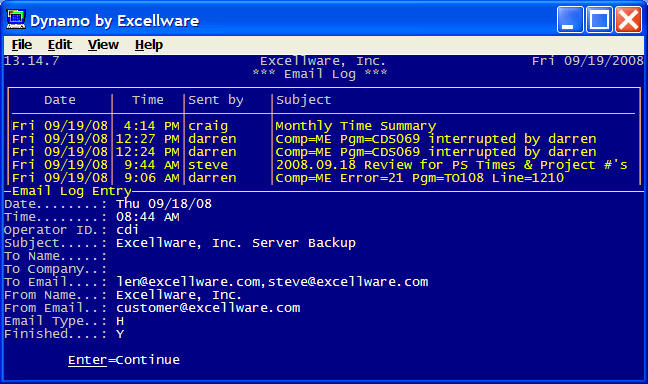 Dynamo by Excellware
File Edit View Help
13.14.7 Excellware, Inc. Fri 09/19/2008
*** Email Log ***
Date Time Sent by Subject
Fri 09/19/08 4:14 PM craig Monthly Time Summary
Fri 09/19/08 12:27 PM darren Comp=ME Pgm=CDS069 interrupted by darren
Fri 09/19/08 12:24 PM darren Comp=ME Pgm=CDS069 interrupted by darren
Fri 09/19/08 9:44 AM steve 2008.09.18 Review for PS Times & Project #'s
Fri 09/19/08 9:06 AM darren Comp=ME Error=21 Pgm=TO108 Line=1210
Email Log Entry
Date........: Thu 09/18/08
Time........: 08:44 AM
Operator ID.: cdi
Subject.....: Excellware, Inc. Server Backup
To Name.....:
To Company..:
To Email....: len@excellware.com,steve@excellware.com
From Name...: Excellware, Inc.
From Email..: customer@excellware.com
Email Type..: H
Finished....: Y
Enter=Continue